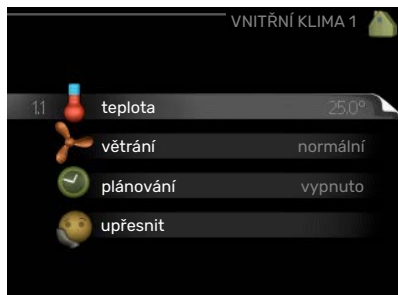 VNITŘNÍ KLIMA 1
1.1 teplota 25,0°
větrání normální
plánování vypnuto
upřesnit